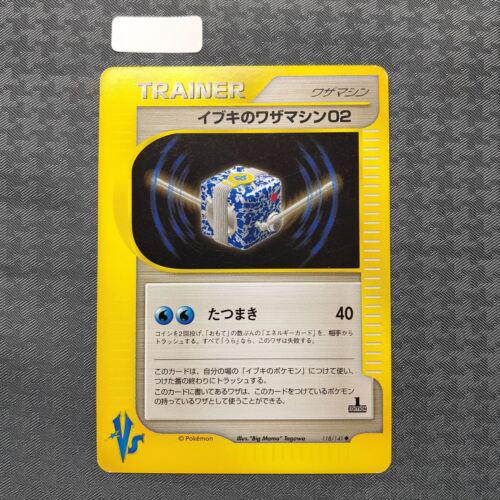 TRAINER
ワザマシン
イブキのワザマシン02
たつまき 40
コインを2回投げ、「おもて」の数ぶんの「エネルギーカード」を、相手から
トラッシュする。すべて「うら」なら、このワザは失敗する。
このカードは、自分の場の「イブキのポケモン」につけて使い、
つけた番の終わりにトラッシュする。
このカードに書いてあるワザは、このカードをつけているポケモン
の持っているワザとして使うことができる。
1
EDITION
VS
©Pokémon Illus."Big Mama" Tagawa 118/141◆